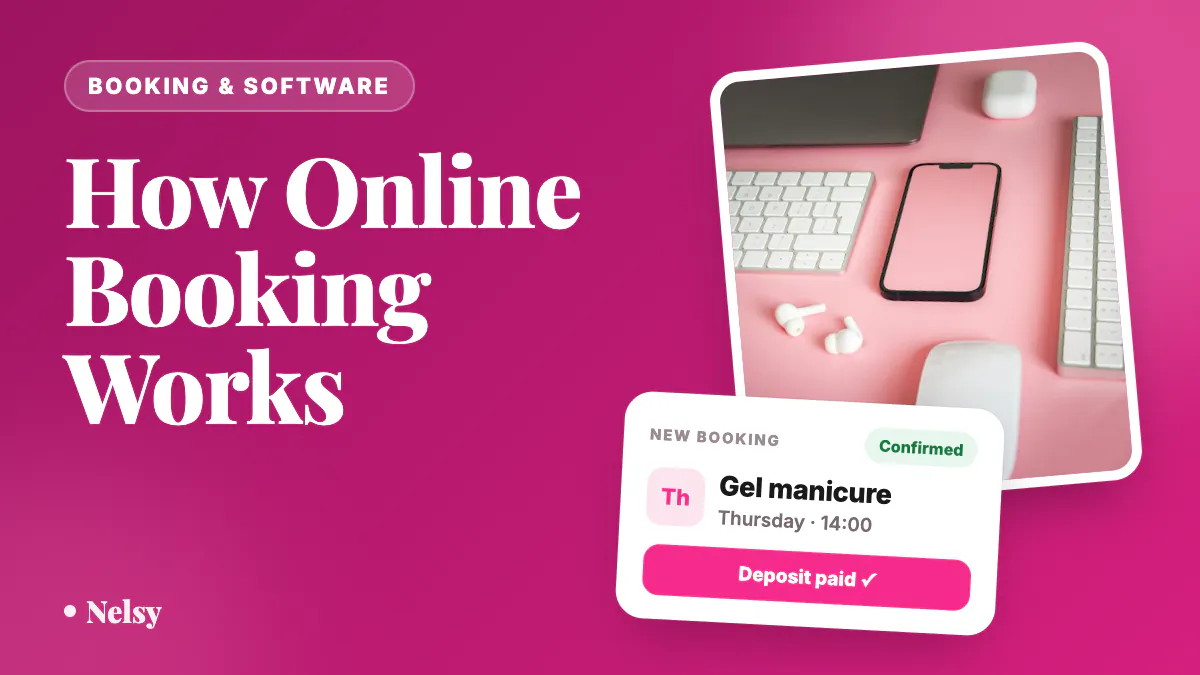 BOOKING & SOFTWARE
How Online
Booking
Works
NEW BOOKING
Confirmed
Th
Gel manicure
Thursday · 14:00
Deposit paid ✓
Nelsy